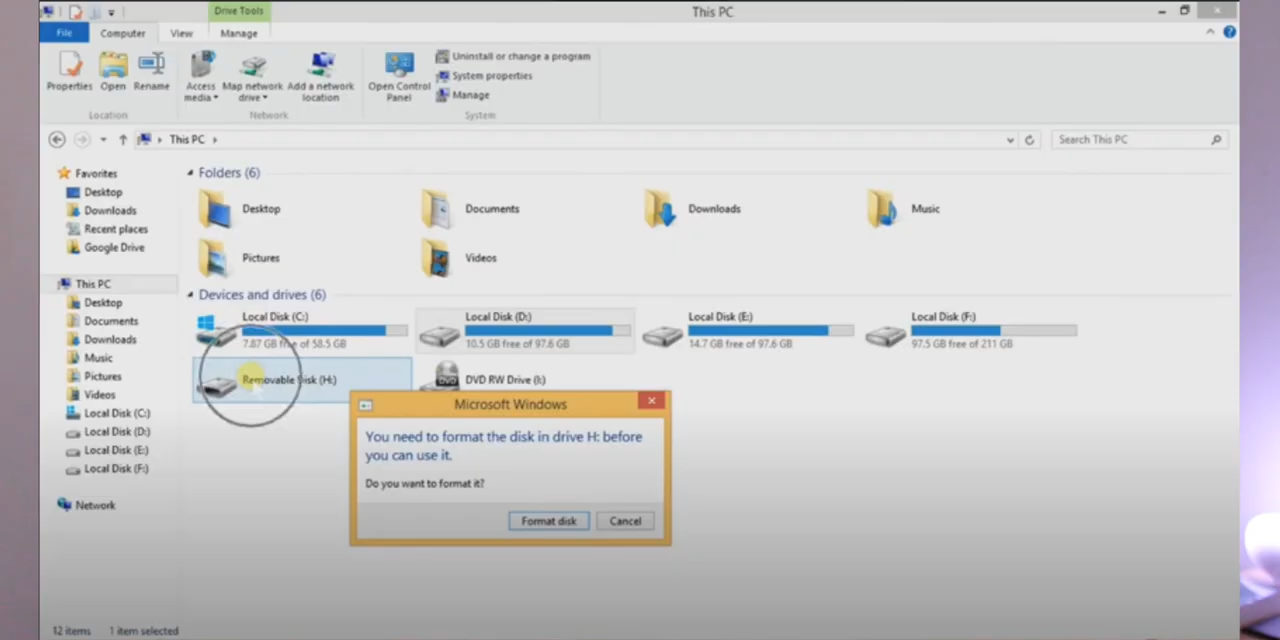 Drive Tools
This PC
File
Computer
View
Manage
Properties
Open
Rename
Access media
Map network drive
Add a network location
Open Control Panel
Uninstall or change a program
System properties
Manage
Location
Network
System
This PC
Search This PC
Favorites
Desktop
Downloads
Recent places
Google Drive
This PC
Desktop
Documents
Downloads
Music
Pictures
Videos
Local Disk (C:)
Local Disk (D:)
Local Disk (E:)
Local Disk (F:)
Network
Folders (6)
Desktop
Documents
Downloads
Music
Pictures
Videos
Devices and drives (6)
Local Disk (C:)
7.87 GB free of 58.5 GB
Local Disk (D:)
10.5 GB free of 97.6 GB
Local Disk (E:)
14.7 GB free of 97.6 GB
Local Disk (F:)
97.5 GB free of 211 GB
Removable Disk (H:)
DVD RW Drive (I:)
DVD
Microsoft Windows
You need to format the disk in drive H: before
you can use it.
Do you want to format it?
Format disk
Cancel
12 items
1 item selected